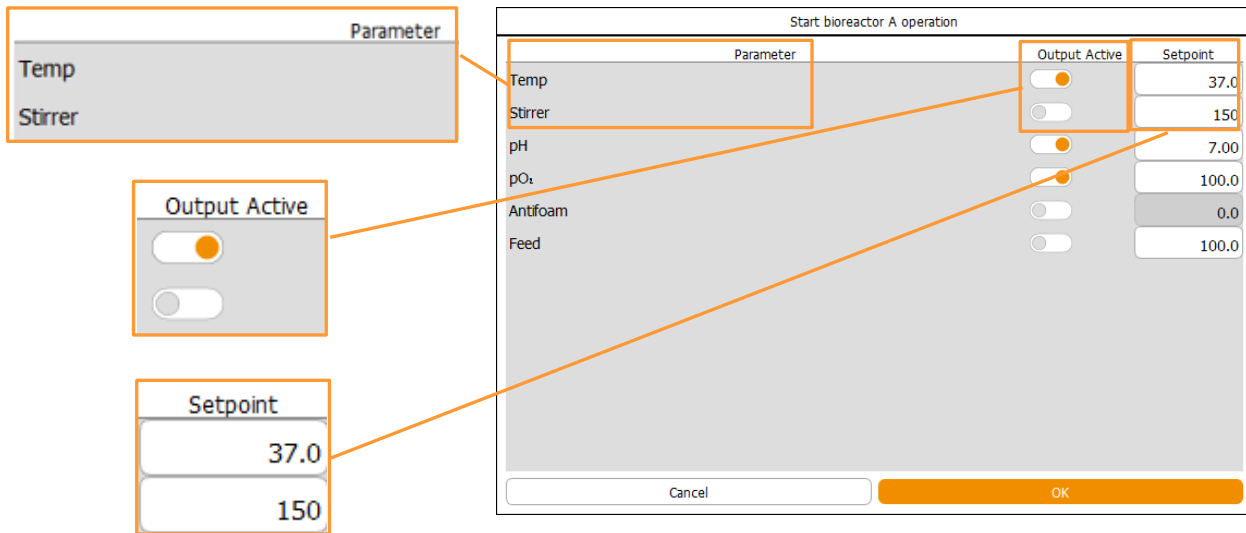 Parameter
Temp
Stirrer
Output Active
Setpoint
37.0
150
Start bioreactor A operation
Parameter Output Active Setpoint
Temp 37.0
Stirrer 150
pH 7.00
pO₂ 100.0
Antifoam 0.0
Feed 100.0
Cancel OK